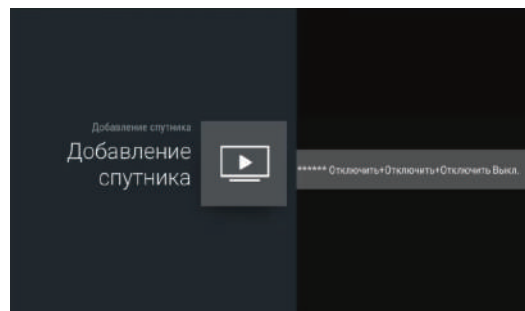 Добавление спутника
Добавление
спутника
****** Отключить+Отключить+Отключить Выкл.